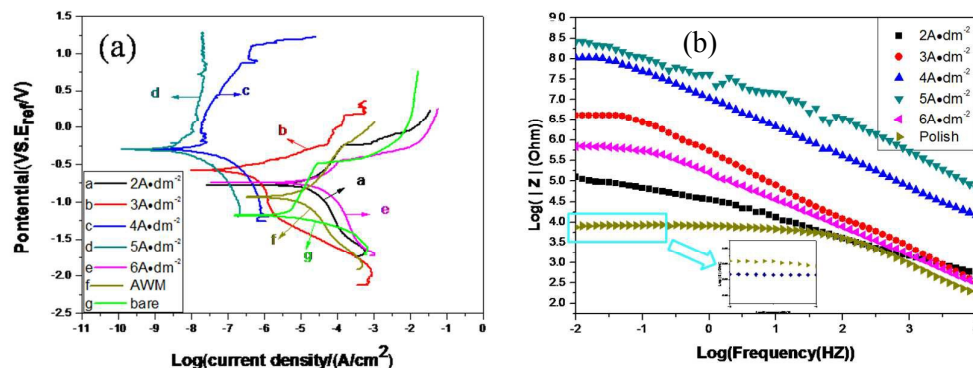 (a)
1.5
1.0
0.5
0.0
-0.5
-1.0
-1.5
-2.0
-2.5
Pontential(VS.E_ref/V)
d
c
b
a
e
f
g
a 2A•dm⁻²
b 3A•dm⁻²
c 4A•dm⁻²
d 5A•dm⁻²
e 6A•dm⁻²
f AWM
g bare
-11 -10 -9 -8 -7 -6 -5 -4 -3 -2 -1 0
Log(current density/(A/cm²)
(b)
9.0
8.5
8.0
7.5
7.0
6.5
6.0
5.5
5.0
4.5
4.0
3.5
3.0
2.5
2.0
Log( | Z | (Ohm))
2A•dm⁻²
3A•dm⁻²
4A•dm⁻²
5A•dm⁻²
6A•dm⁻²
Polish
-2 -1 0 1 2 3 4
Log(Frequency(HZ))